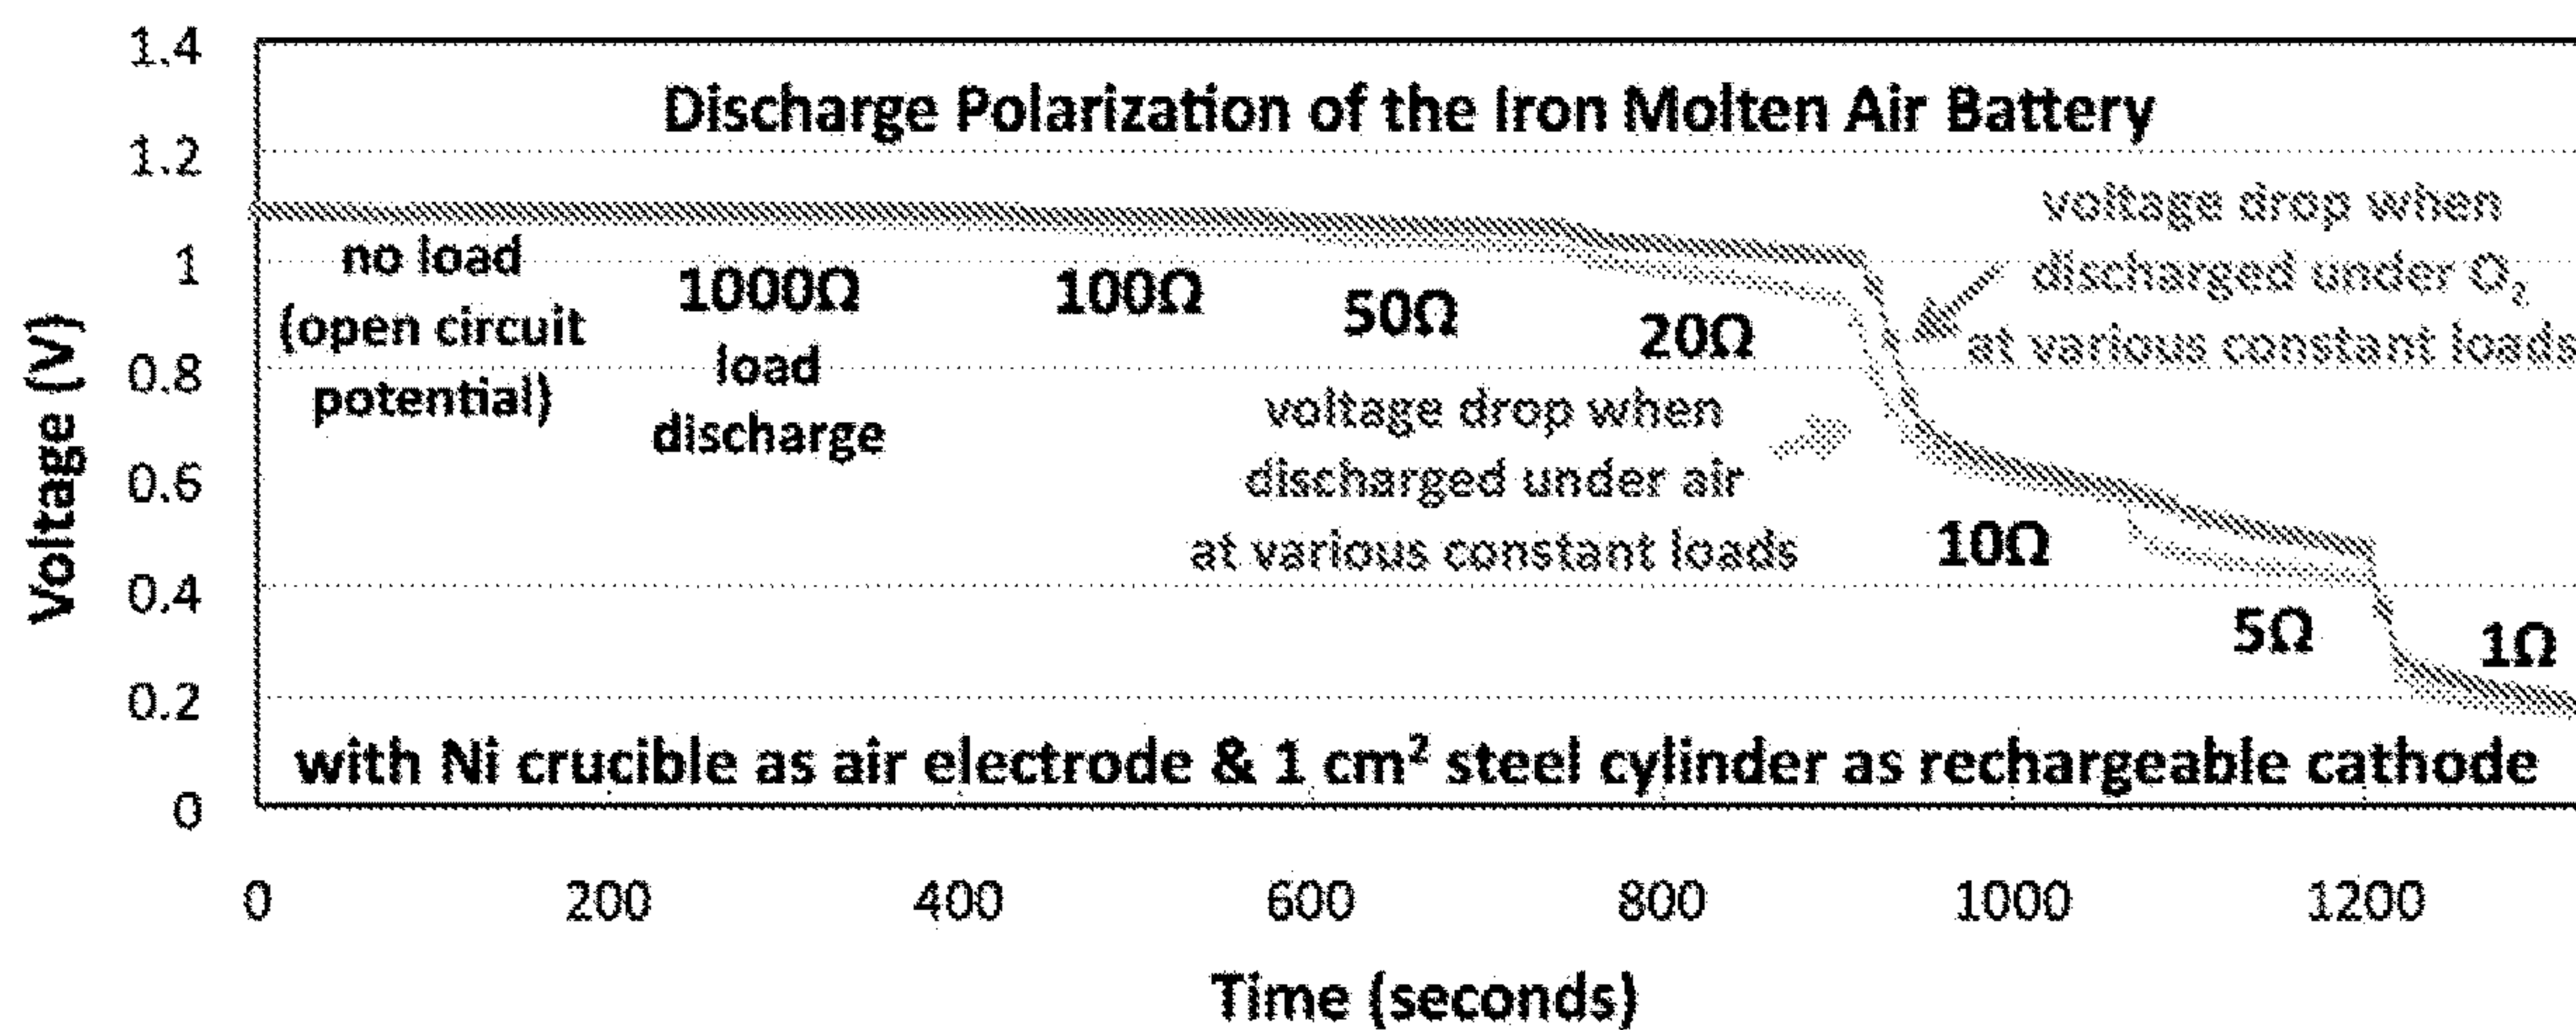 1.4
1.2
1
0.8
0.6
0.4
0.2
0
Voltage (V)
Discharge Polarization of the Iron Molten Air Battery
no load
(open circuit
potential)
1000Ω
load
discharge
100Ω
50Ω
20Ω
voltage drop when
discharged under O₂
at various constant loads
voltage drop when
discharged under air
at various constant loads
10Ω
5Ω
1Ω
with Ni crucible as air electrode & 1 cm² steel cylinder as rechargeable cathode
0 200 400 600 800 1000 1200
Time (seconds)